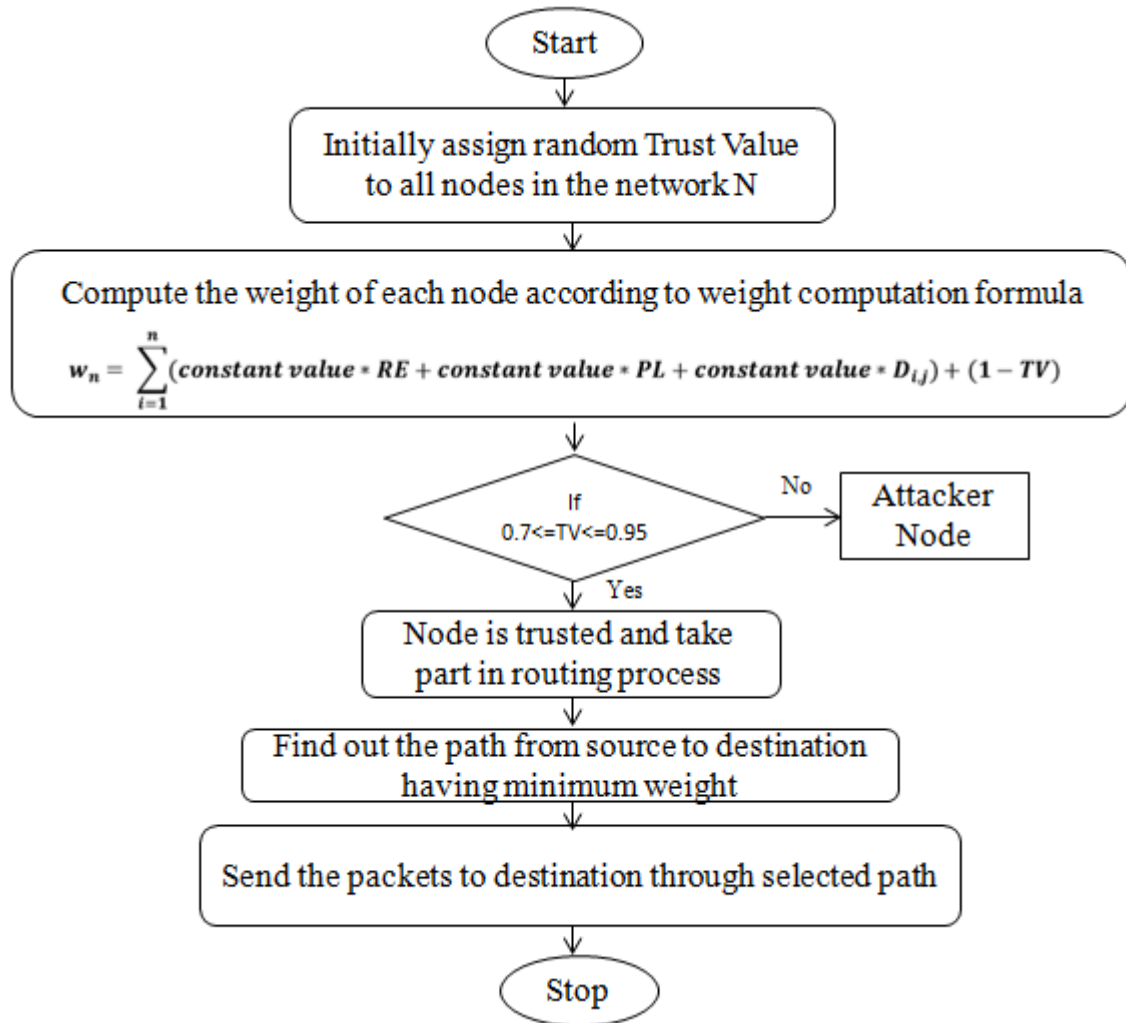 Start
Initially assign random Trust Value
to all nodes in the network N
Compute the weight of each node according to weight computation formula
w_n = \sum_{i=1}^{n}(constant value * RE + constant value * PL + constant value * D_{i,j}) + (1 − TV)
If
0.7<=TV<=0.95
No
Attacker
Node
Yes
Node is trusted and take
part in routing process
Find out the path from source to destination
having minimum weight
Send the packets to destination through selected path
Stop